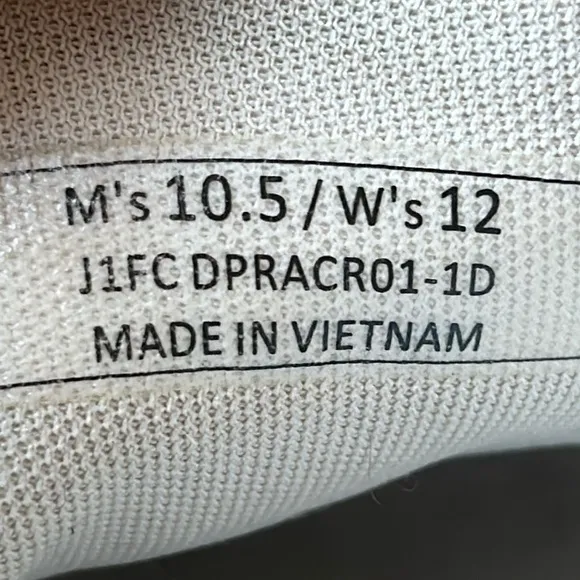 M's 10.5 / W's 12
J1FC DPRACR01-1D
MADE IN VIETNAM